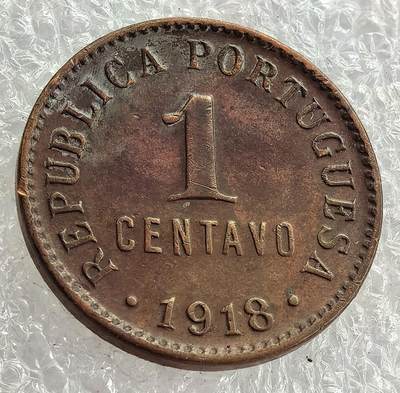 REPUBLICA PORTUGUESA
1
CENTAVO
• 1918 •